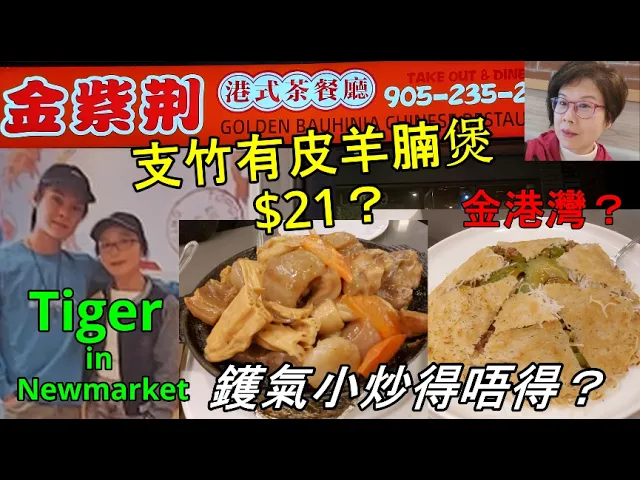 金紫荆
港式茶餐廳
TAKE OUT & DINE
905-235-2
GOLDEN BAUHINIA CHINESE RESTAU
支竹有皮羊腩煲
$21？
金港灣？
Tiger
in
Newmarket
鑊氣小炒得唔得？